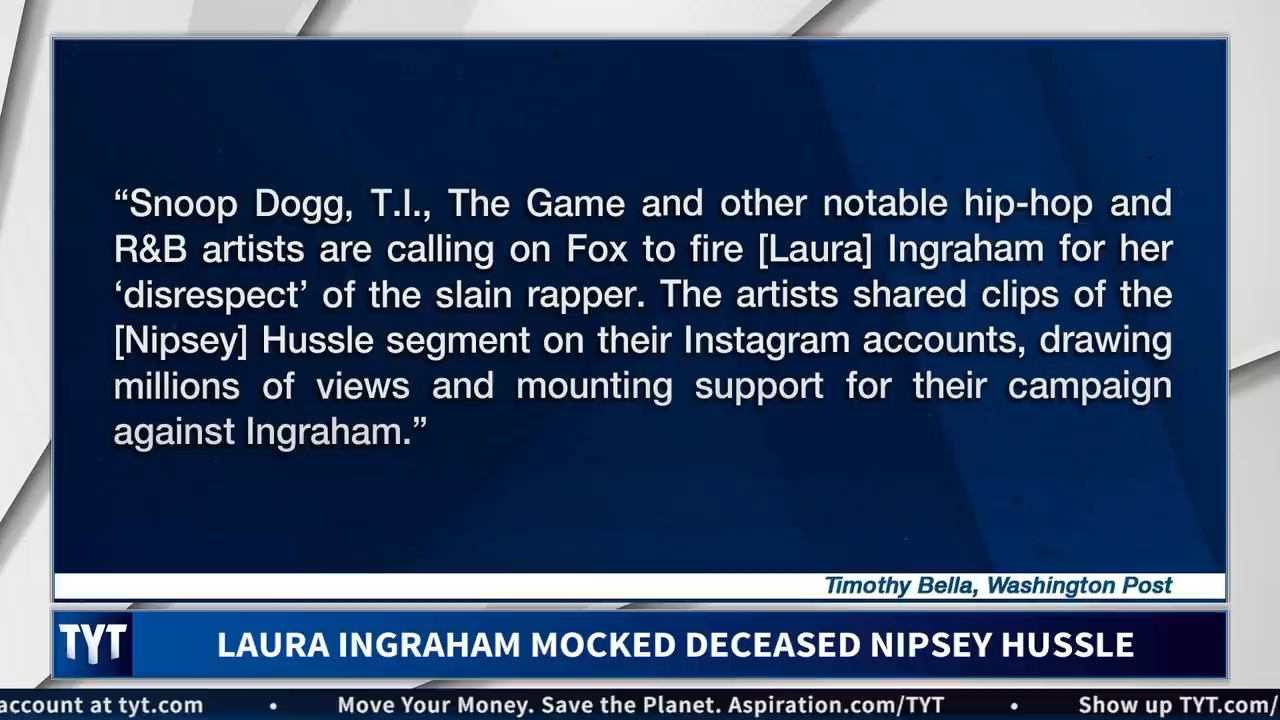 “Snoop Dogg, T.I., The Game and other notable hip-hop and
R&B artists are calling on Fox to fire [Laura] Ingraham for her
‘disrespect’ of the slain rapper. The artists shared clips of the
[Nipsey] Hussle segment on their Instagram accounts, drawing
millions of views and mounting support for their campaign
against Ingraham.”
Timothy Bella, Washington Post
TYT LAURA INGRAHAM MOCKED DECEASED NIPSEY HUSSLE
account at tyt.com • Move Your Money. Save the Planet. Aspiration.com/TYT • Show up TYT.com/